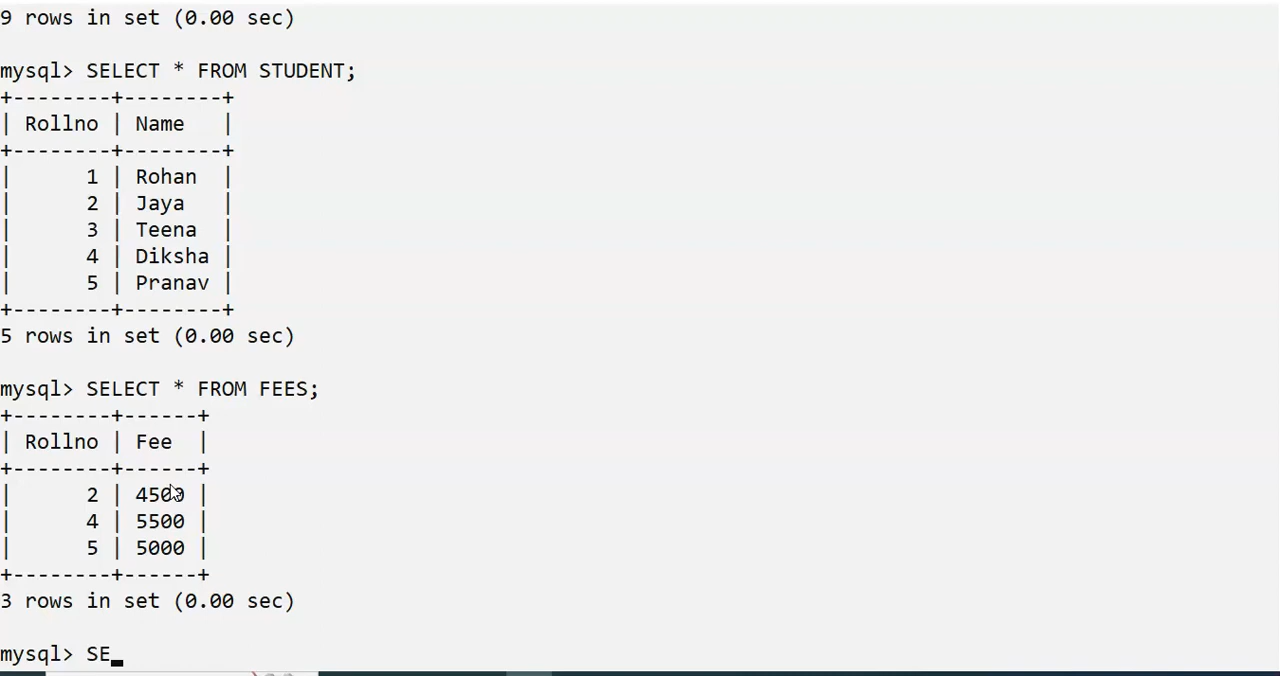 9 rows in set (0.00 sec)
mysql> SELECT * FROM STUDENT;
+--------+--------+
| Rollno | Name   |
+--------+--------+
|      1 | Rohan  |
|      2 | Jaya   |
|      3 | Teena  |
|      4 | Diksha |
|      5 | Pranav |
+--------+--------+
5 rows in set (0.00 sec)
mysql> SELECT * FROM FEES;
+--------+------+
| Rollno | Fee  |
+--------+------+
|      2 | 4500 |
|      4 | 5500 |
|      5 | 5000 |
+--------+------+
3 rows in set (0.00 sec)
mysql> SE_